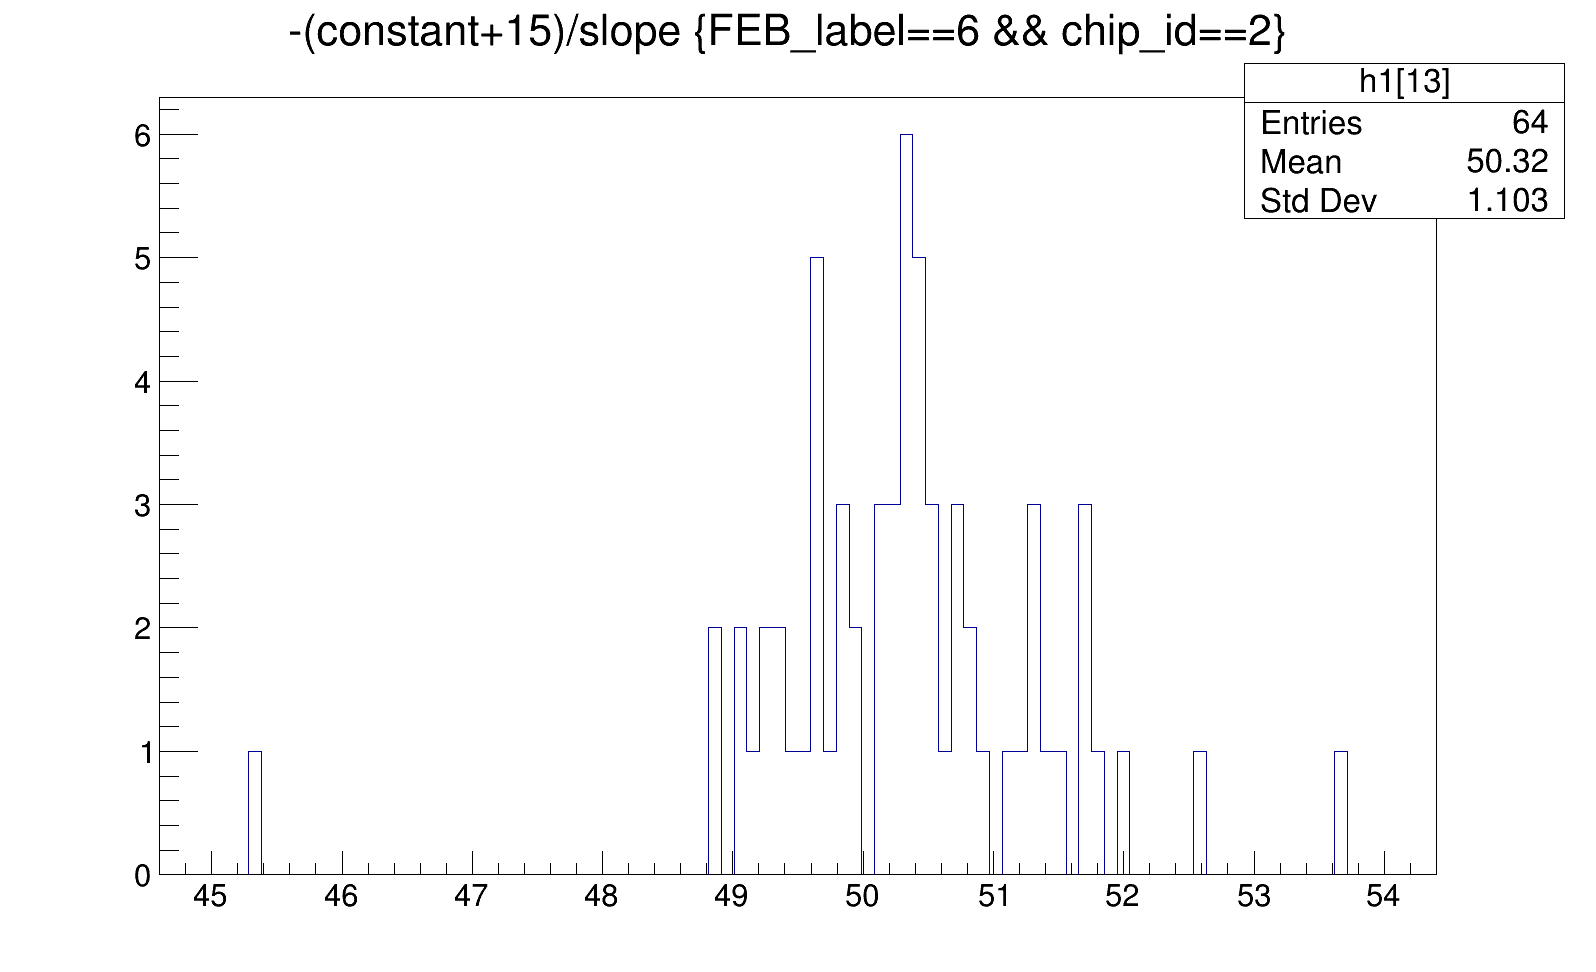 -(constant+15)/slope {FEB_label==6 && chip_id==2}
h1[13]
Entries 64
Mean 50.32
Std Dev 1.103
6
5
4
3
2
1
0
45 46 47 48 49 50 51 52 53 54